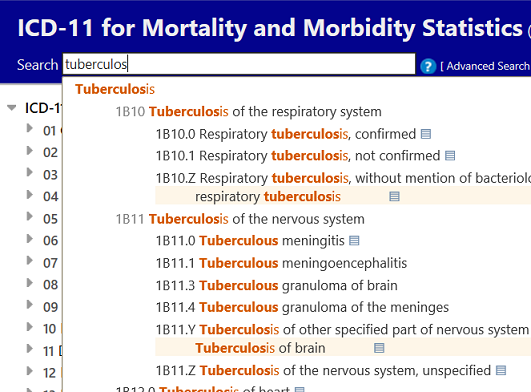 ICD-11 for Mortality and Morbidity Statistics
Search tuberculos ? [ Advanced Search
Tuberculosis
ICD-1
1B10 Tuberculosis of the respiratory system
01
1B10.0 Respiratory tuberculosis, confirmed
02
1B10.1 Respiratory tuberculosis, not confirmed
03
1B10.Z Respiratory tuberculosis, without mention of
04
respiratory tuberculosis
05
1B11 Tuberculosis of the nervous system
06
1B11.0 Tuberculous meningitis
07
1B11.1 Tuberculous meningoencephalitis
08
1B11.3 Tuberculous granuloma of brain
09
1B11.4 Tuberculous granuloma of the meninges
10
1B11.Y Tuberculosis of other specified part of nervous system
11
Tuberculosis of brain
12
1B11.Z Tuberculosis of the nervous system, unspecified
1B12.0 Tuberculosis of heart